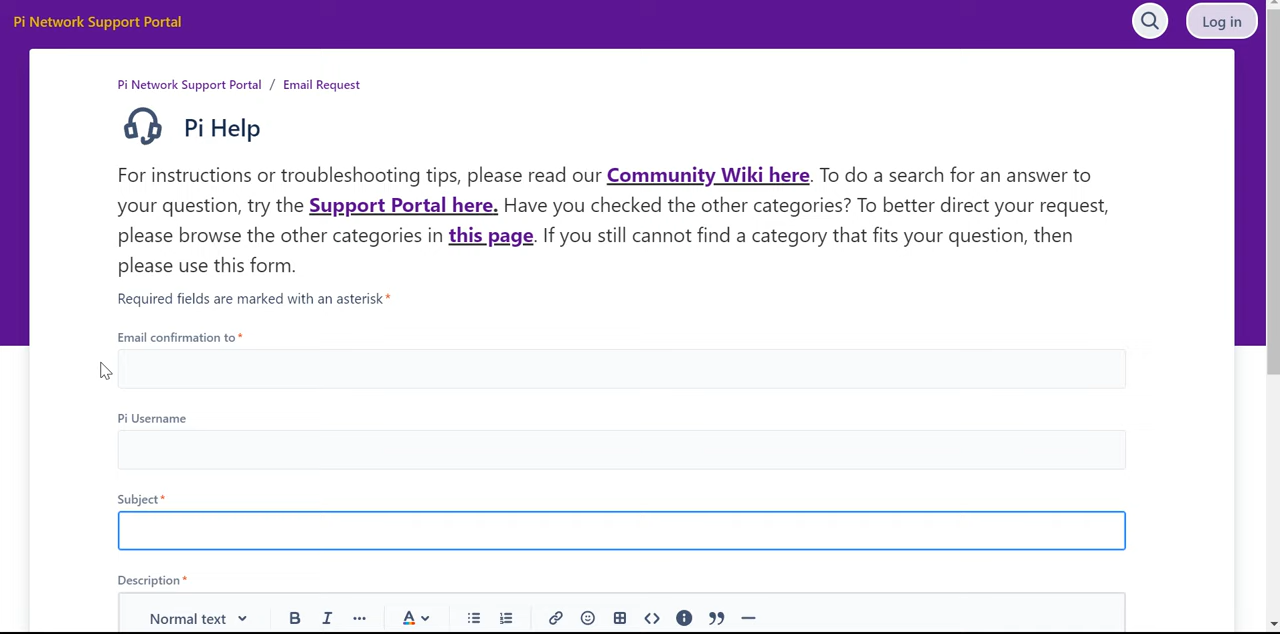 Pi Network Support Portal
Log in
Pi Network Support Portal / Email Request
Pi Help
For instructions or troubleshooting tips, please read our Community Wiki here. To do a search for an answer to
your question, try the Support Portal here. Have you checked the other categories? To better direct your request,
please browse the other categories in this page. If you still cannot find a category that fits your question, then
please use this form.
Required fields are marked with an asterisk*
Email confirmation to*
Pi Username
Subject*
Description*
Normal text B I ... A